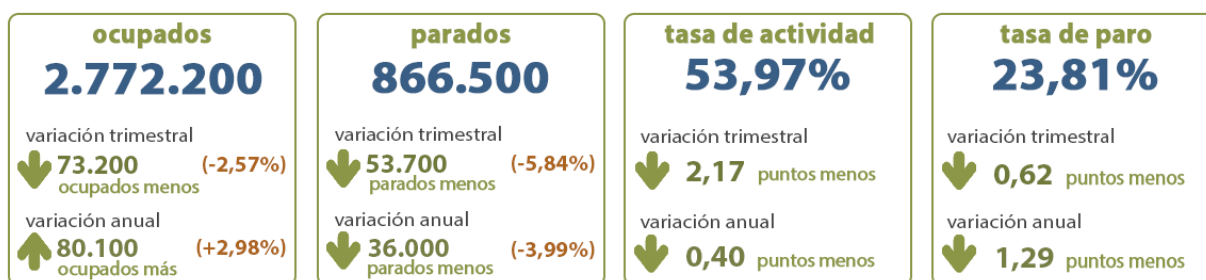 ocupados
2.772.200
variación trimestral
73.200 (-2,57%)
ocupados menos
variación anual
80.100 (+2,98%)
ocupados más
parados
866.500
variación trimestral
53.700 (-5,84%)
parados menos
variación anual
36.000 (-3,99%)
parados menos
tasa de actividad
53,97%
variación trimestral
2,17 puntos menos
variación anual
0,40 puntos menos
tasa de paro
23,81%
variación trimestral
0,62 puntos menos
variación anual
1,29 puntos menos